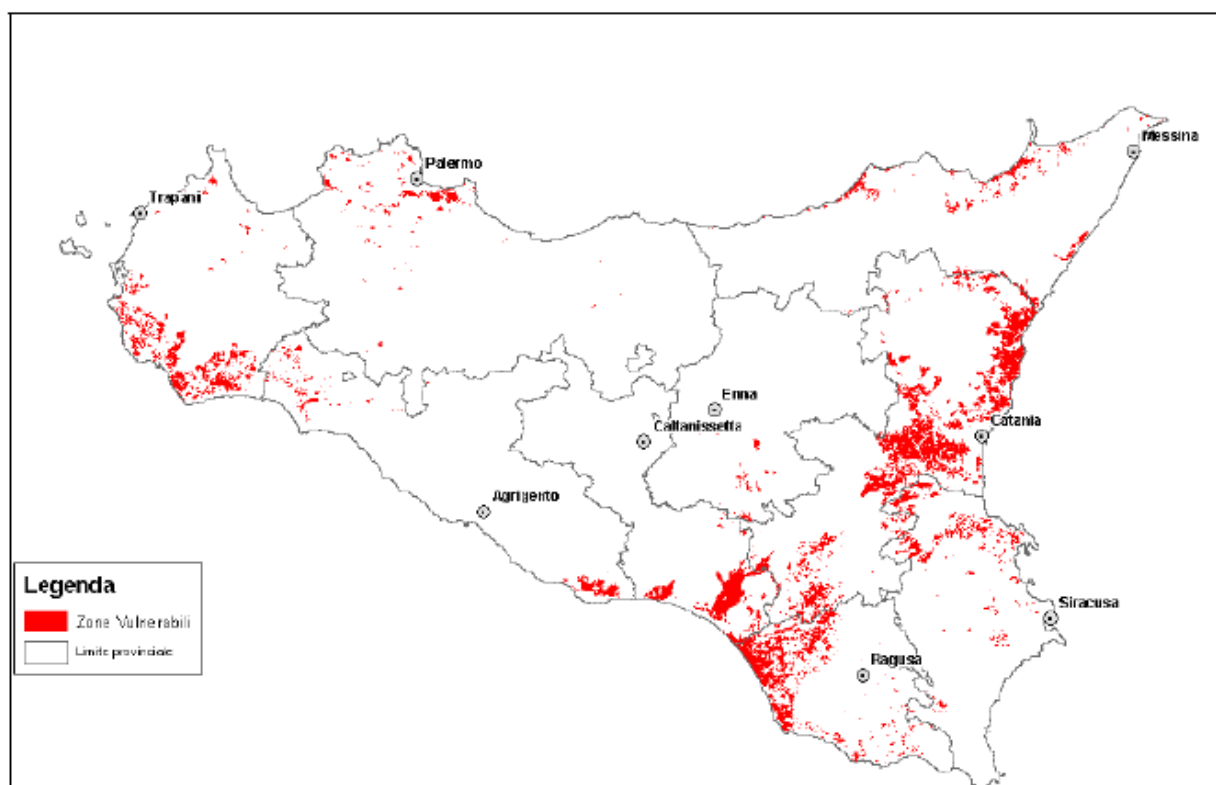 Messina
Palermo
Trapani
Enna
Caltanissetta
Catania
Agrigento
Siracusa
Ragusa
Legenda
Zone Vulnerabili
Limite provinciale